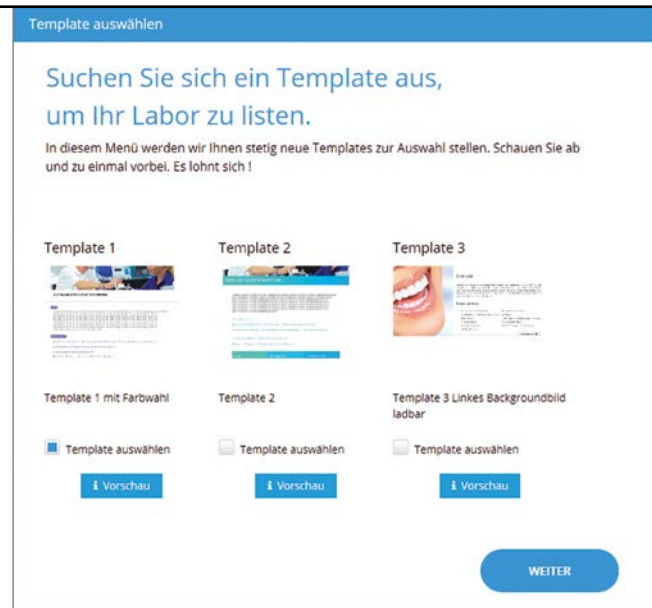 Template auswählen
Suchen Sie sich ein Template aus,
um Ihr Labor zu listen.
In diesem Menü werden wir Ihnen stetig neue Templates zur Auswahl stellen. Schauen Sie ab
und zu einmal vorbei. Es lohnt sich !
Template 1
Template 2
Template 3
Template 1 mit Farbwahl
Template 2
Template 3 Linkes Backgroundbild
ladbar
Template auswählen
Template auswählen
Template auswählen
i Vorschau
i Vorschau
i Vorschau
WEITER